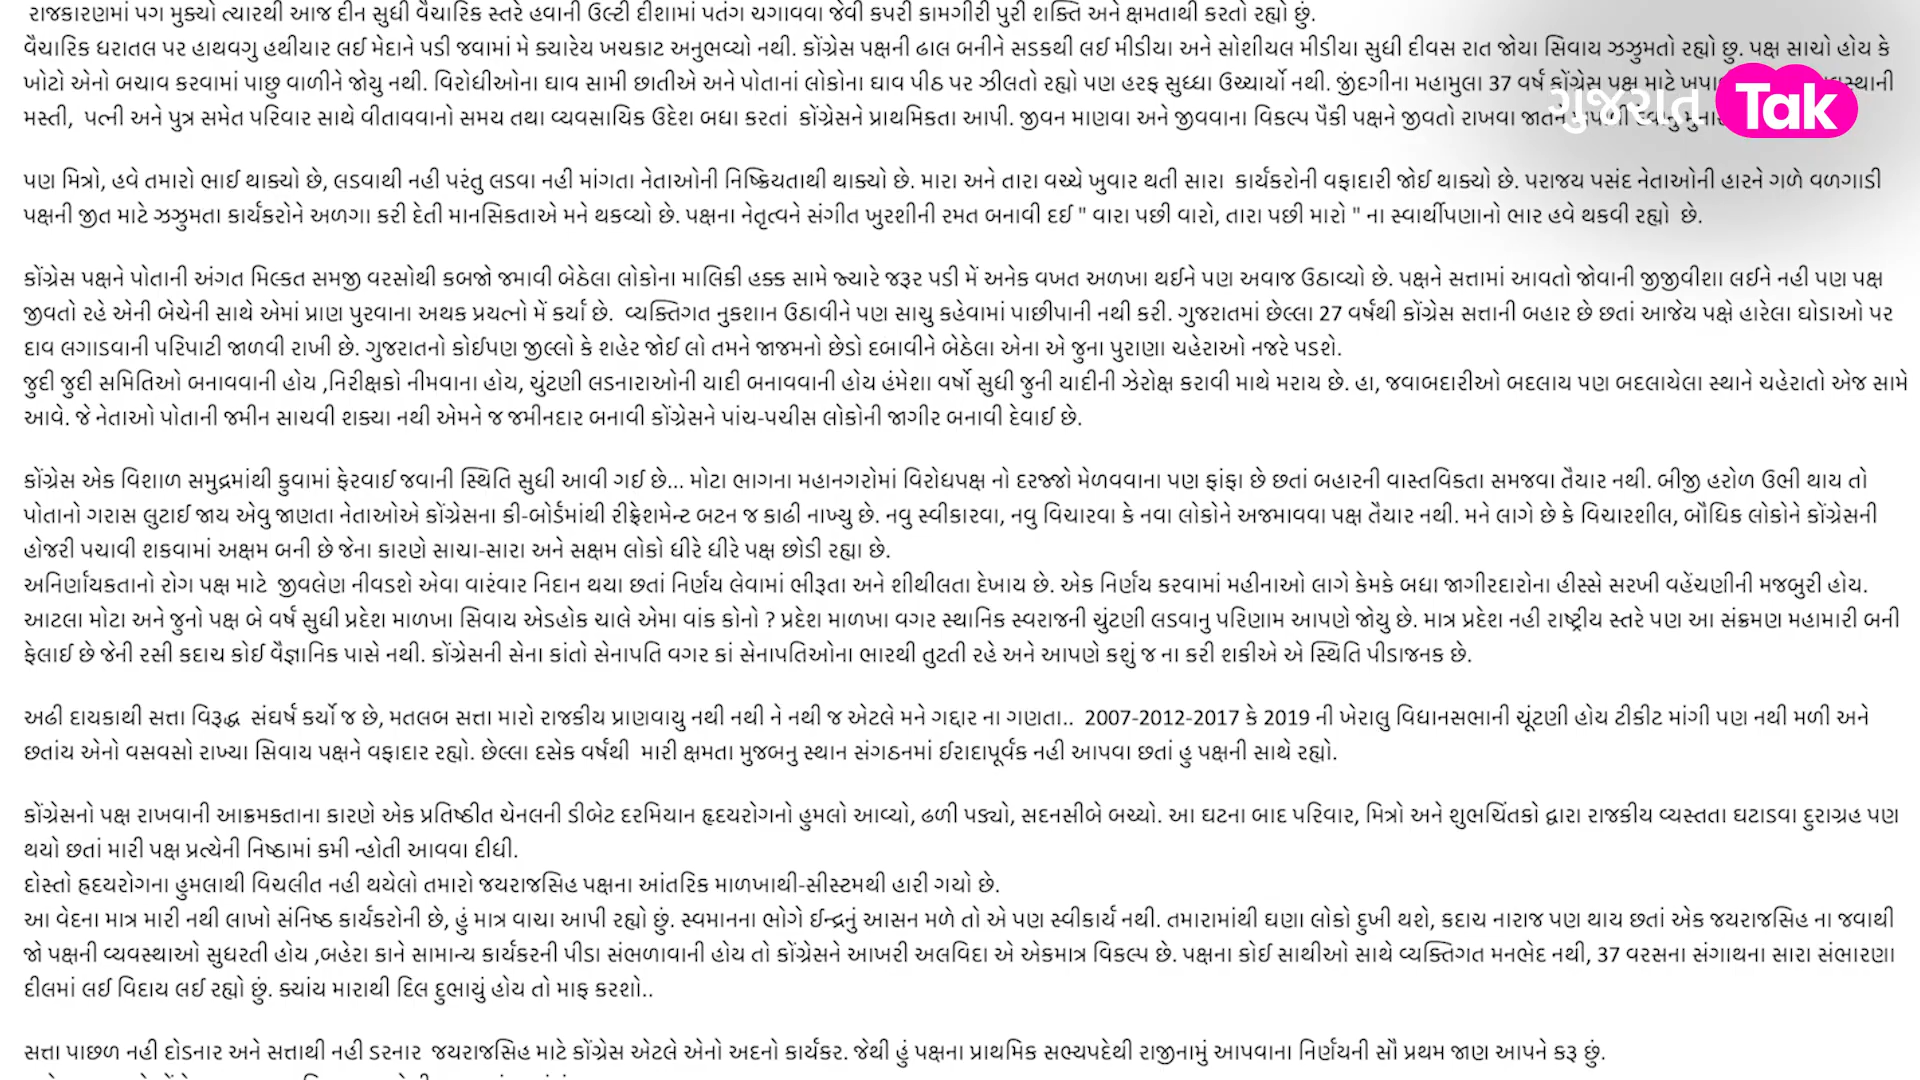 રાજકારણમાં પગ મુક્યો ત્યારથી આજ દીન સુધી વૈચારિક સ્તરે હવાની ઉલ્ટી દીશામાં પતંગ ચગાવવા જેવી કપરી કામગીરી પુરી શક્તિ અને ક્ષમતાથી કરતો રહ્યો છું.
વૈચારિક ધરાતલ પર હાથવગુ હથીયાર લઈ મેદાને પડી જવામાં મે ક્યારેય ખચકાટ અનુભવ્યો નથી. કોંગ્રેસ પક્ષની ઢાલ બનીને સડકથી લઈ મીડીયા અને સોશીયલ મીડીયા સુધી દીવસ રાત જોયા સિવાય ઝઝુમતો રહ્યો છુ. પક્ષ સાચો હોય કે
ખોટો એનો બચાવ કરવામાં પાછુ વાળીને જોયુ નથી. વિરોધીઓના ઘાવ સામી છાતીએ અને પોતાનાં લોકોના ઘાવ પીઠ પર ઝીલતો રહ્યો પણ હરફ સુધ્ધા ઉચ્ચાર્યો નથી. જીંદગીના મહામુલા 37 વર્ષ કોંગ્રેસ પક્ષ માટે
મસ્તી, પત્ની અને પુત્ર સમેત પરિવાર સાથે વીતાવવાનો સમય તથા વ્યવસાયિક ઉદેશ બધા કરતાં કોંગ્રેસને પ્રાથમિકતા આપી. જીવન માણવા અને જીવવાના વિકલ્પ પૈકી પક્ષને જીવતો રાખવા જાતને
ગુજરાત Tak
પણ મિત્રો, હવે તમારો ભાઈ થાક્યો છે, લડવાથી નહી પરંતુ લડવા નહી માંગતા નેતાઓની નિષ્ક્રિયતાથી થાક્યો છે. મારા અને તારા વચ્ચે ખુવાર થતી સારા કાર્યકરોની વફાદારી જોઈ થાક્યો છે. પરાજય પસંદ નેતાઓની હારને ગળે વળગાડી
પક્ષની જીત માટે ઝઝુમતા કાર્યકરોને અળગા કરી દેતી માનસિકતાએ મને થકવ્યો છે. પક્ષના નેતૃત્વને સંગીત ખુરશીની રમત બનાવી દઈ " વારા પછી વારો, તારા પછી મારો " ના સ્વાર્થીપણાનો ભાર હવે થકવી રહ્યો છે.
કોંગ્રેસ પક્ષને પોતાની અંગત મિલ્કત સમજી વરસોથી કબજો જમાવી બેઠેલા લોકોના માલિકી હક્ક સામે જ્યારે જરૂર પડી મેં અનેક વખત અળખા થઈને પણ અવાજ ઉઠાવ્યો છે. પક્ષને સત્તામાં આવતો જોવાની જીજીવીશા લઈને નહી પણ પક્ષ
જીવતો રહે એની બેચેની સાથે એમાં પ્રાણ પુરવાના અથક પ્રયત્નો મેં કર્યા છે. વ્યક્તિગત નુકશાન ઉઠાવીને પણ સાચુ કહેવામાં પાછીપાની નથી કરી. ગુજરાતમાં છેલ્લા 27 વર્ષથી કોંગ્રેસ સત્તાની બહાર છે છતાં આજેય પક્ષે હારેલા ઘોડાઓ પર
દાવ લગાડવાની પરિપાટી જાળવી રાખી છે. ગુજરાતનો કોઈપણ જીલ્લો કે શહેર જોઈ લો તમને જાજમનો છેડો દબાવીને બેઠેલા એના એ જુના પુરાણા ચહેરાઓ નજરે પડશે.
જુદી જુદી સમિતિઓ બનાવવાની હોય ,નિરીક્ષકો નીમવાના હોય, ચુંટણી લડનારાઓની યાદી બનાવવાની હોય હંમેશા વર્ષો સુધી જુની યાદીની ઝેરોક્ષ કરાવી માથે મરાય છે. હા, જવાબદારીઓ બદલાય પણ બદલાયેલા સ્થાને ચહેરાતો એજ સામે
આવે. જે નેતાઓ પોતાની જમીન સાચવી શક્યા નથી એમને જ જમીનદાર બનાવી કોંગ્રેસને પાંચ-પચીસ લોકોની જાગીર બનાવી દેવાઈ છે.
કોંગ્રેસ એક વિશાળ સમુદ્રમાંથી કુવામાં ફેરવાઈ જવાની સ્થિતિ સુધી આવી ગઈ છે... મોટા ભાગના મહાનગરોમાં વિરોધપક્ષ નો દરજ્જો મેળવવાના પણ ફાંફા છે છતાં બહારની વાસ્તવિકતા સમજવા તૈયાર નથી. બીજી હરોળ ઉભી થાય તો
પોતાનો ગરાસ લુટાઈ જાય એવુ જાણતા નેતાઓએ કોંગ્રેસના કી-બોર્ડમાંથી રીફ્રેશમેન્ટ બટન જ કાઢી નાખ્યુ છે. નવુ સ્વીકારવા, નવુ વિચારવા કે નવા લોકોને અજમાવવા પક્ષ તૈયાર નથી. મને લાગે છે કે વિચારશીલ, બૌધિક લોકોને કોંગ્રેસની
હોજરી પચાવી શકવામાં અક્ષમ બની છે જેના કારણે સાચા-સારા અને સક્ષમ લોકો ધીરે ધીરે પક્ષ છોડી રહ્યા છે.
અનિર્ણાયકતાનો રોગ પક્ષ માટે જીવલેણ નીવડશે એવા વારંવાર નિદાન થયા છતાં નિર્ણય લેવામાં ભીરૂતા અને શીથીલતા દેખાય છે. એક નિર્ણય કરવામાં મહીનાઓ લાગે કેમકે બધા જાગીરદારોના હીસ્સે સરખી વહેંચણીની મજબુરી હોય.
આટલા મોટા અને જુનો પક્ષ બે વર્ષ સુધી પ્રદેશ માળખા સિવાય એડહોક ચાલે એમા વાંક કોનો ? પ્રદેશ માળખા વગર સ્થાનિક સ્વરાજની ચુંટણી લડવાનુ પરિણામ આપણે જોયુ છે. માત્ર પ્રદેશ નહી રાષ્ટ્રીય સ્તરે પણ આ સંક્રમણ મહામારી બની
ફેલાઈ છે જેની રસી કદાચ કોઈ વૈજ્ઞાનિક પાસે નથી. કોંગ્રેસની સેના કાંતો સેનાપતિ વગર કાં સેનાપતિઓના ભારથી તુટતી રહે અને આપણે કશું જ ના કરી શકીએ એ સ્થિતિ પીડાજનક છે.
અઢી દાયકાથી સત્તા વિરૂદ્ધ સંઘર્ષ કર્યો જ છે, મતલબ સત્તા મારો રાજકીય પ્રાણવાયુ નથી નથી ને નથી જ એટલે મને ગદ્દાર ના ગણતા.. 2007-2012-2017 કે 2019 ની ખેરાલુ વિધાનસભાની ચૂંટણી હોય ટીકીટ માંગી પણ નથી મળી અને
છતાંય એનો વસવસો રાખ્યા સિવાય પક્ષને વફાદાર રહ્યો. છેલ્લા દસેક વર્ષથી મારી ક્ષમતા મુજબનુ સ્થાન સંગઠનમાં ઈરાદાપૂર્વક નહી આપવા છતાં હુ પક્ષની સાથે રહ્યો.
કોંગ્રેસનો પક્ષ રાખવાની આક્રમકતાના કારણે એક પ્રતિષ્ઠીત ચેનલની ડીબેટ દરમિયાન હૃદયરોગનો હુમલો આવ્યો, ઢળી પડ્યો, સદનસીબે બચ્યો. આ ઘટના બાદ પરિવાર, મિત્રો અને શુભચિંતકો દ્વારા રાજકીય વ્યસ્તતા ઘટાડવા દુરાગ્રહ પણ
થયો છતાં મારી પક્ષ પ્રત્યેની નિષ્ઠામાં કમી ન્હોતી આવવા દીધી.
દોસ્તો હ્રદયરોગના હુમલાથી વિચલીત નહી થયેલો તમારો જયરાજસિહ પક્ષના આંતરિક માળખાથી-સીસ્ટમથી હારી ગયો છે.
આ વેદના માત્ર મારી નથી લાખો સંનિષ્ઠ કાર્યકરોની છે, હું માત્ર વાચા આપી રહ્યો છું. સ્વમાનના ભોગે ઈન્દ્રનું આસન મળે તો એ પણ સ્વીકાર્ય નથી. તમારામાંથી ઘણા લોકો દુખી થશે, કદાચ નારાજ પણ થાય છતાં એક જયરાજસિહ ના જવાથી
જો પક્ષની વ્યવસ્થાઓ સુધરતી હોય ,બહેરા કાને સામાન્ય કાર્યકરની પીડા સંભળાવાની હોય તો કોંગ્રેસને આખરી અલવિદા એ એકમાત્ર વિકલ્પ છે. પક્ષના કોઈ સાથીઓ સાથે વ્યક્તિગત મનભેદ નથી, 37 વરસના સંગાથના સારા સંભારણા
દીલમાં લઈ વિદાય લઈ રહ્યો છું. ક્યાંય મારાથી દિલ દુભાયું હોય તો માફ કરશો..
સત્તા પાછળ નહી દોડનાર અને સત્તાથી નહી ડરનાર જયરાજસિહ માટે કોંગ્રેસ એટલે એનો અદનો કાર્યકર. જેથી હું પક્ષના પ્રાથમિક સભ્યપદેથી રાજીનામું આપવાના નિર્ણયની સૌ પ્રથમ જાણ આપને કરૂ છું.